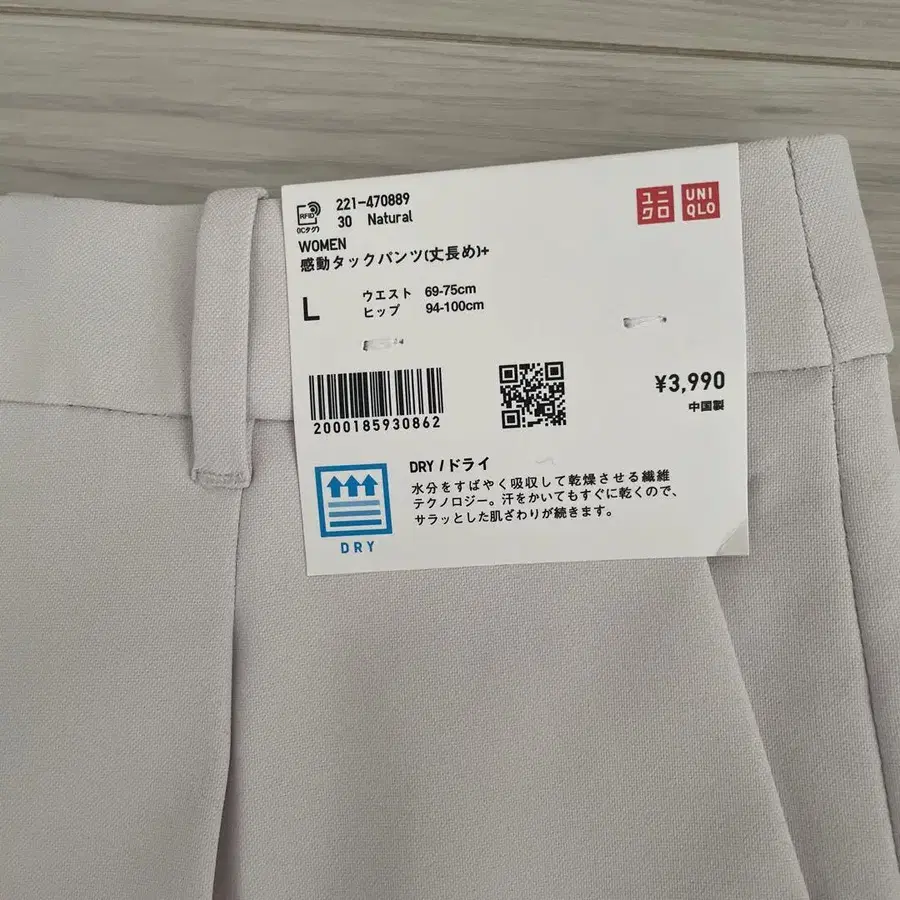 RFID
(ICタグ)
221-470889
30 Natural
ユニクロ
UNIQLO
WOMEN
感動タックパンツ(丈長め)+
L
ウエスト 69-75cm
ヒップ 94-100cm
2000185930862
¥3,990
中国製
DRY / ドライ
水分をすばやく吸収して乾燥させる繊維
テクノロジー。汗をかいてもすぐに乾くので、
サラッとした肌ざわりが続きます。
DRY